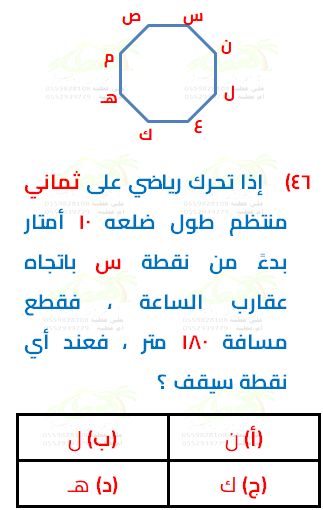 س
ص
ن
م
ل
هـ
ع
ك
٤٦) إذا تحرك رياضي على ثماني
منتظم طول ضلعه ١٠ أمتار
بدءً من نقطة س باتجاه
عقارب الساعة ، فقطع
مسافة ١٨٠ متر ، فعند أي
نقطة سيقف ؟
(أ) ن
(ب) ل
(ج) ك
(د) هـ